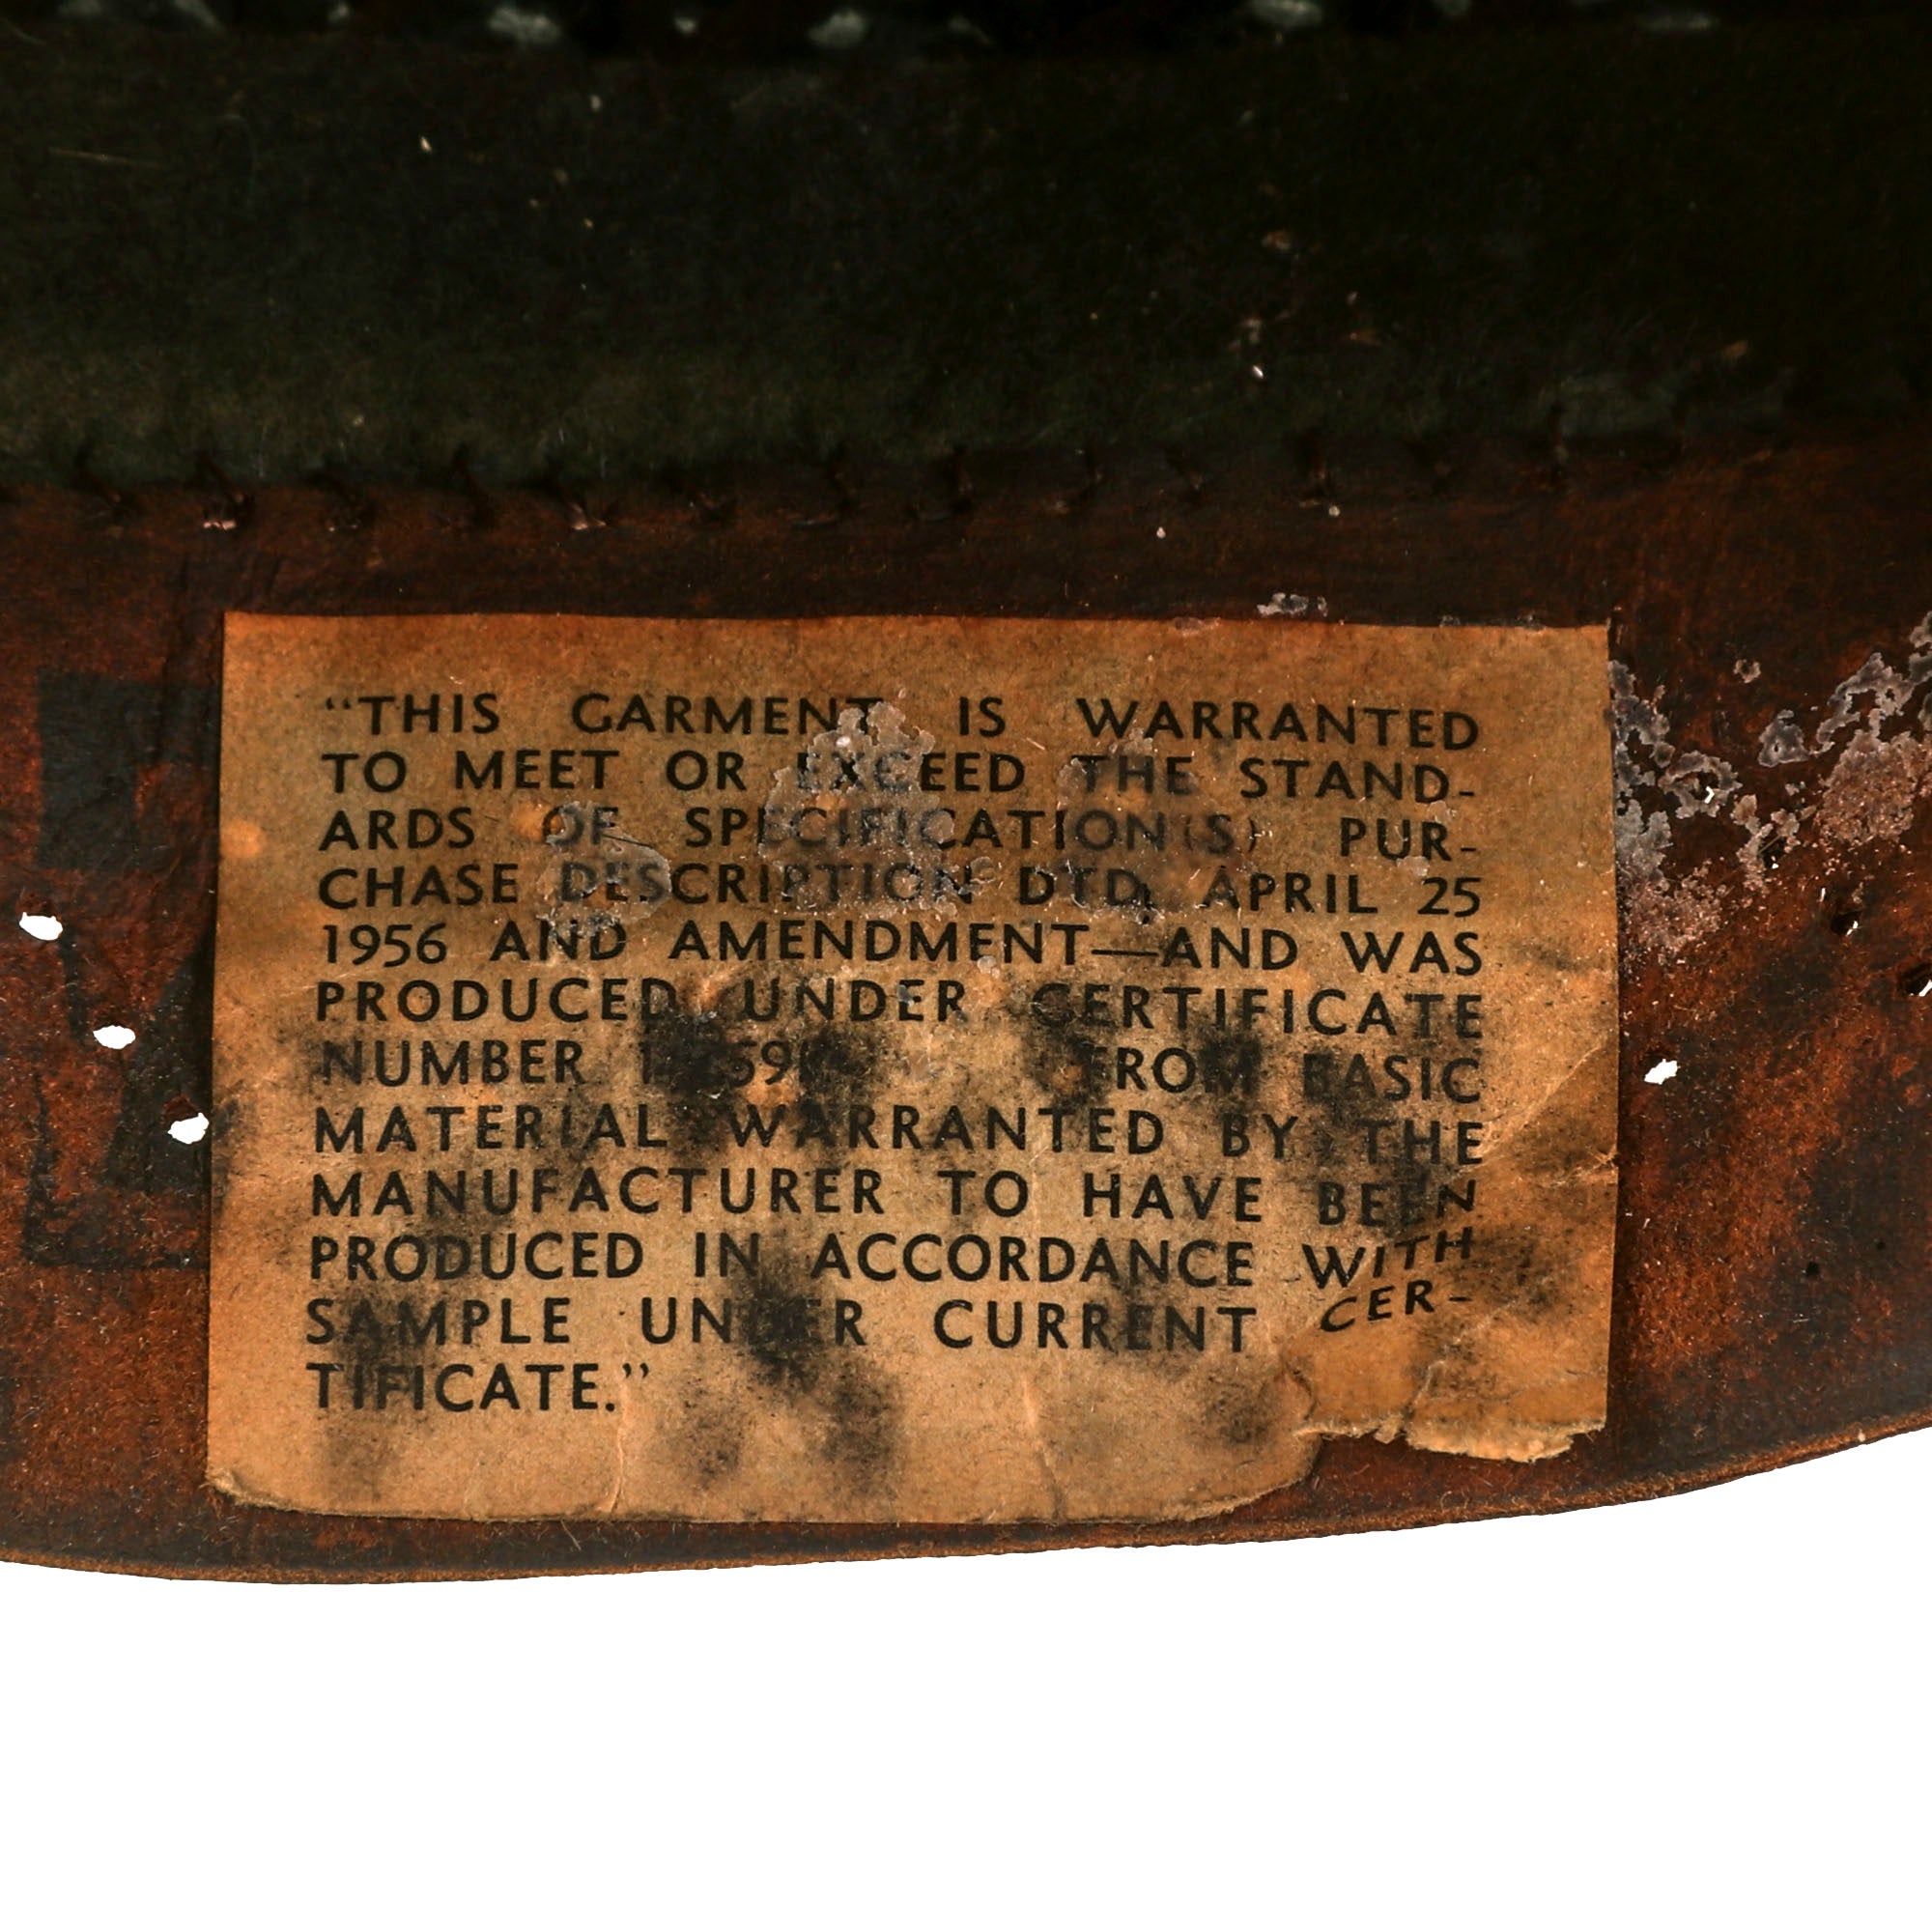 “THIS GARMENT IS WARRANTED
TO MEET OR EXCEED THE STAND-
ARDS OF SPECIFICATION(S) PUR-
CHASE DESCRIPTION DTD. APRIL 25
1956 AND AMENDMENT—AND WAS
PRODUCED UNDER CERTIFICATE
NUMBER FROM BASIC
MATERIAL WARRANTED BY THE
MANUFACTURER TO HAVE BEEN
PRODUCED IN ACCORDANCE WITH
SAMPLE UNDER CURRENT CER-
TIFICATE.”